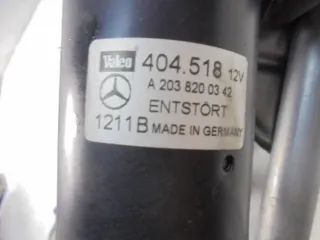 Valeo 404.518 12V
A 203 820 03 42
ENTSTÖRT
1211B MADE IN GERMANY